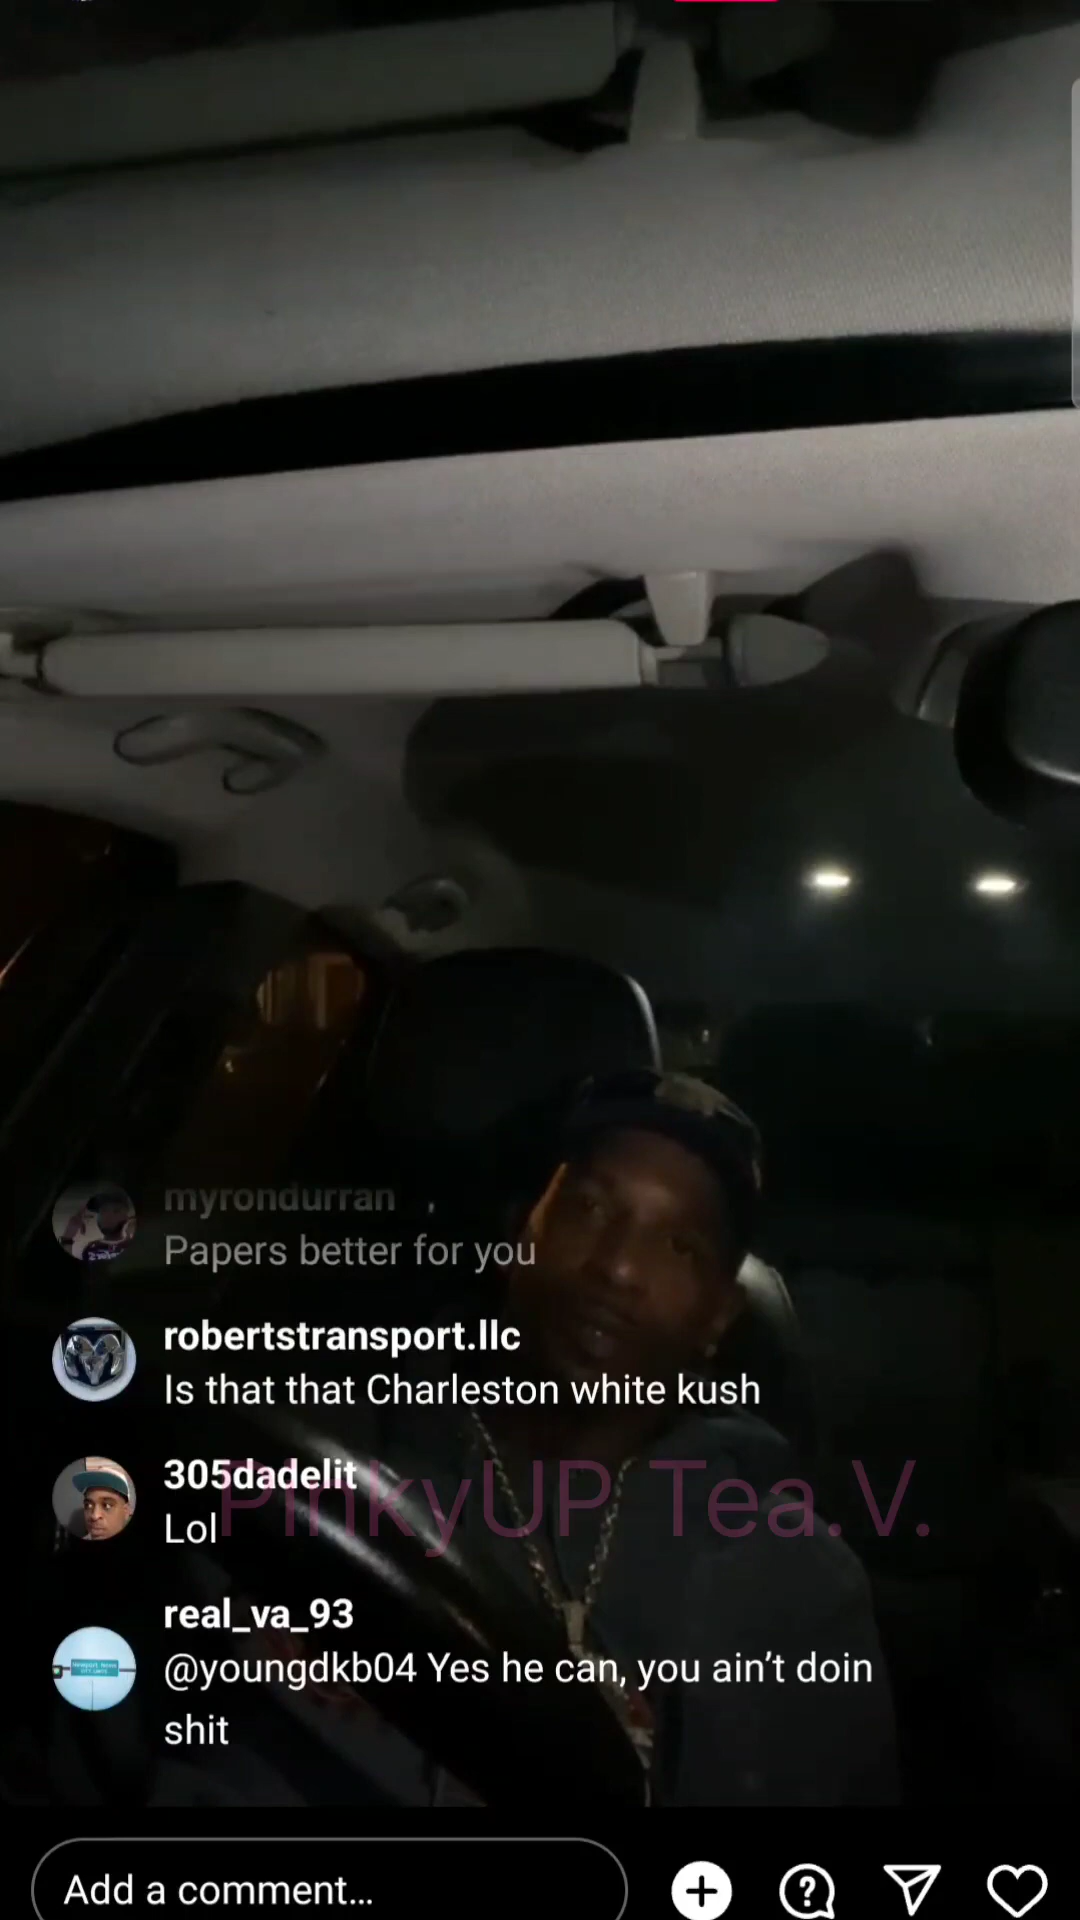 myrondurran
Papers better for you
robertstransport.llc
Is that that Charleston white kush
305dadelit
Lol
PinkyUP Tea.V.
real_va_93
@youngdkb04 Yes he can, you ain’t doin
shit
Add a comment...